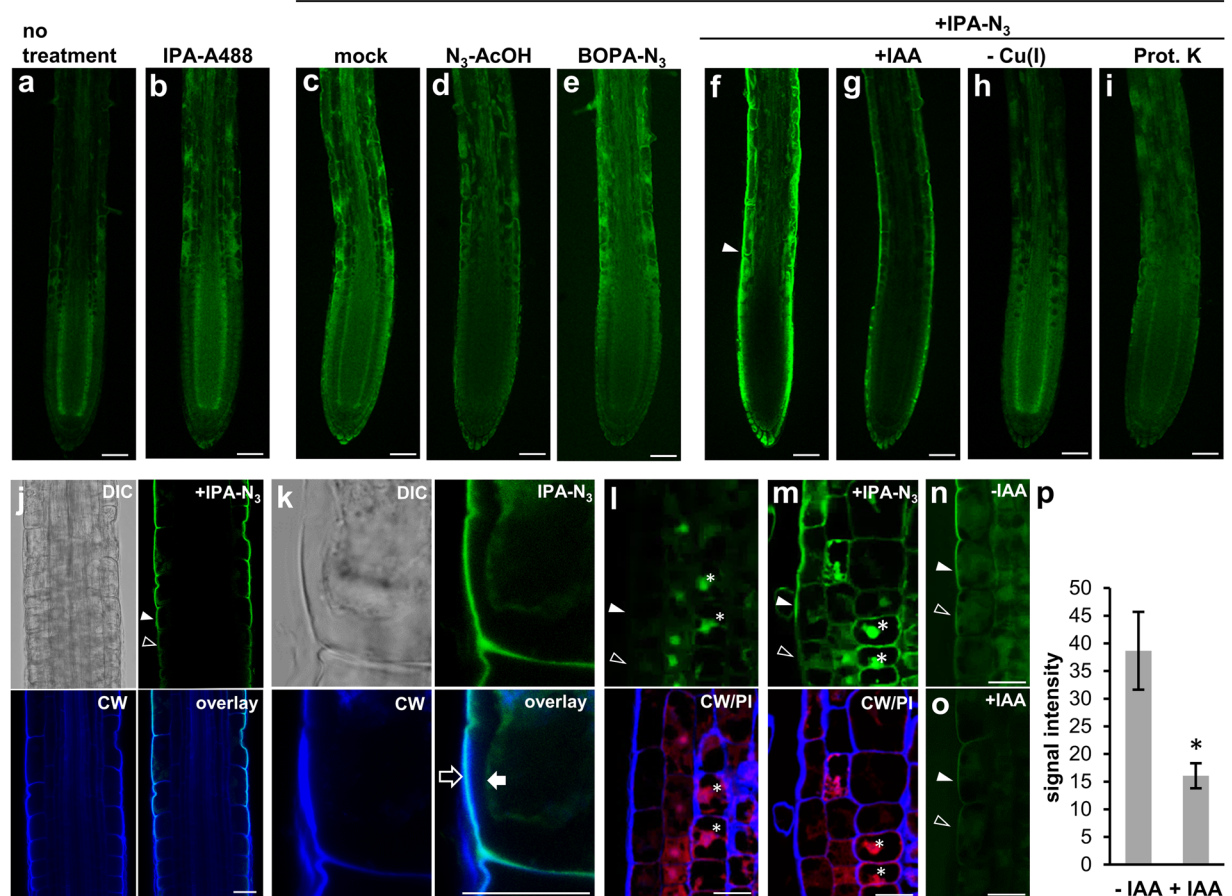 +IPA-N₃
no
treatment IPA-A488 mock N₃-AcOH BOPA-N₃ +IAA - Cu(I) Prot. K
a b c d e f g h i
j DIC +IPA-N₃ k DIC IPA-N₃ l m +IPA-N₃ n -IAA p
* * * *
CW overlay CW overlay CW/PI CW/PI o +IAA
* * * *
signal intensity
50
45
40
35
30
25
20
15
10
5
0
*
- IAA + IAA